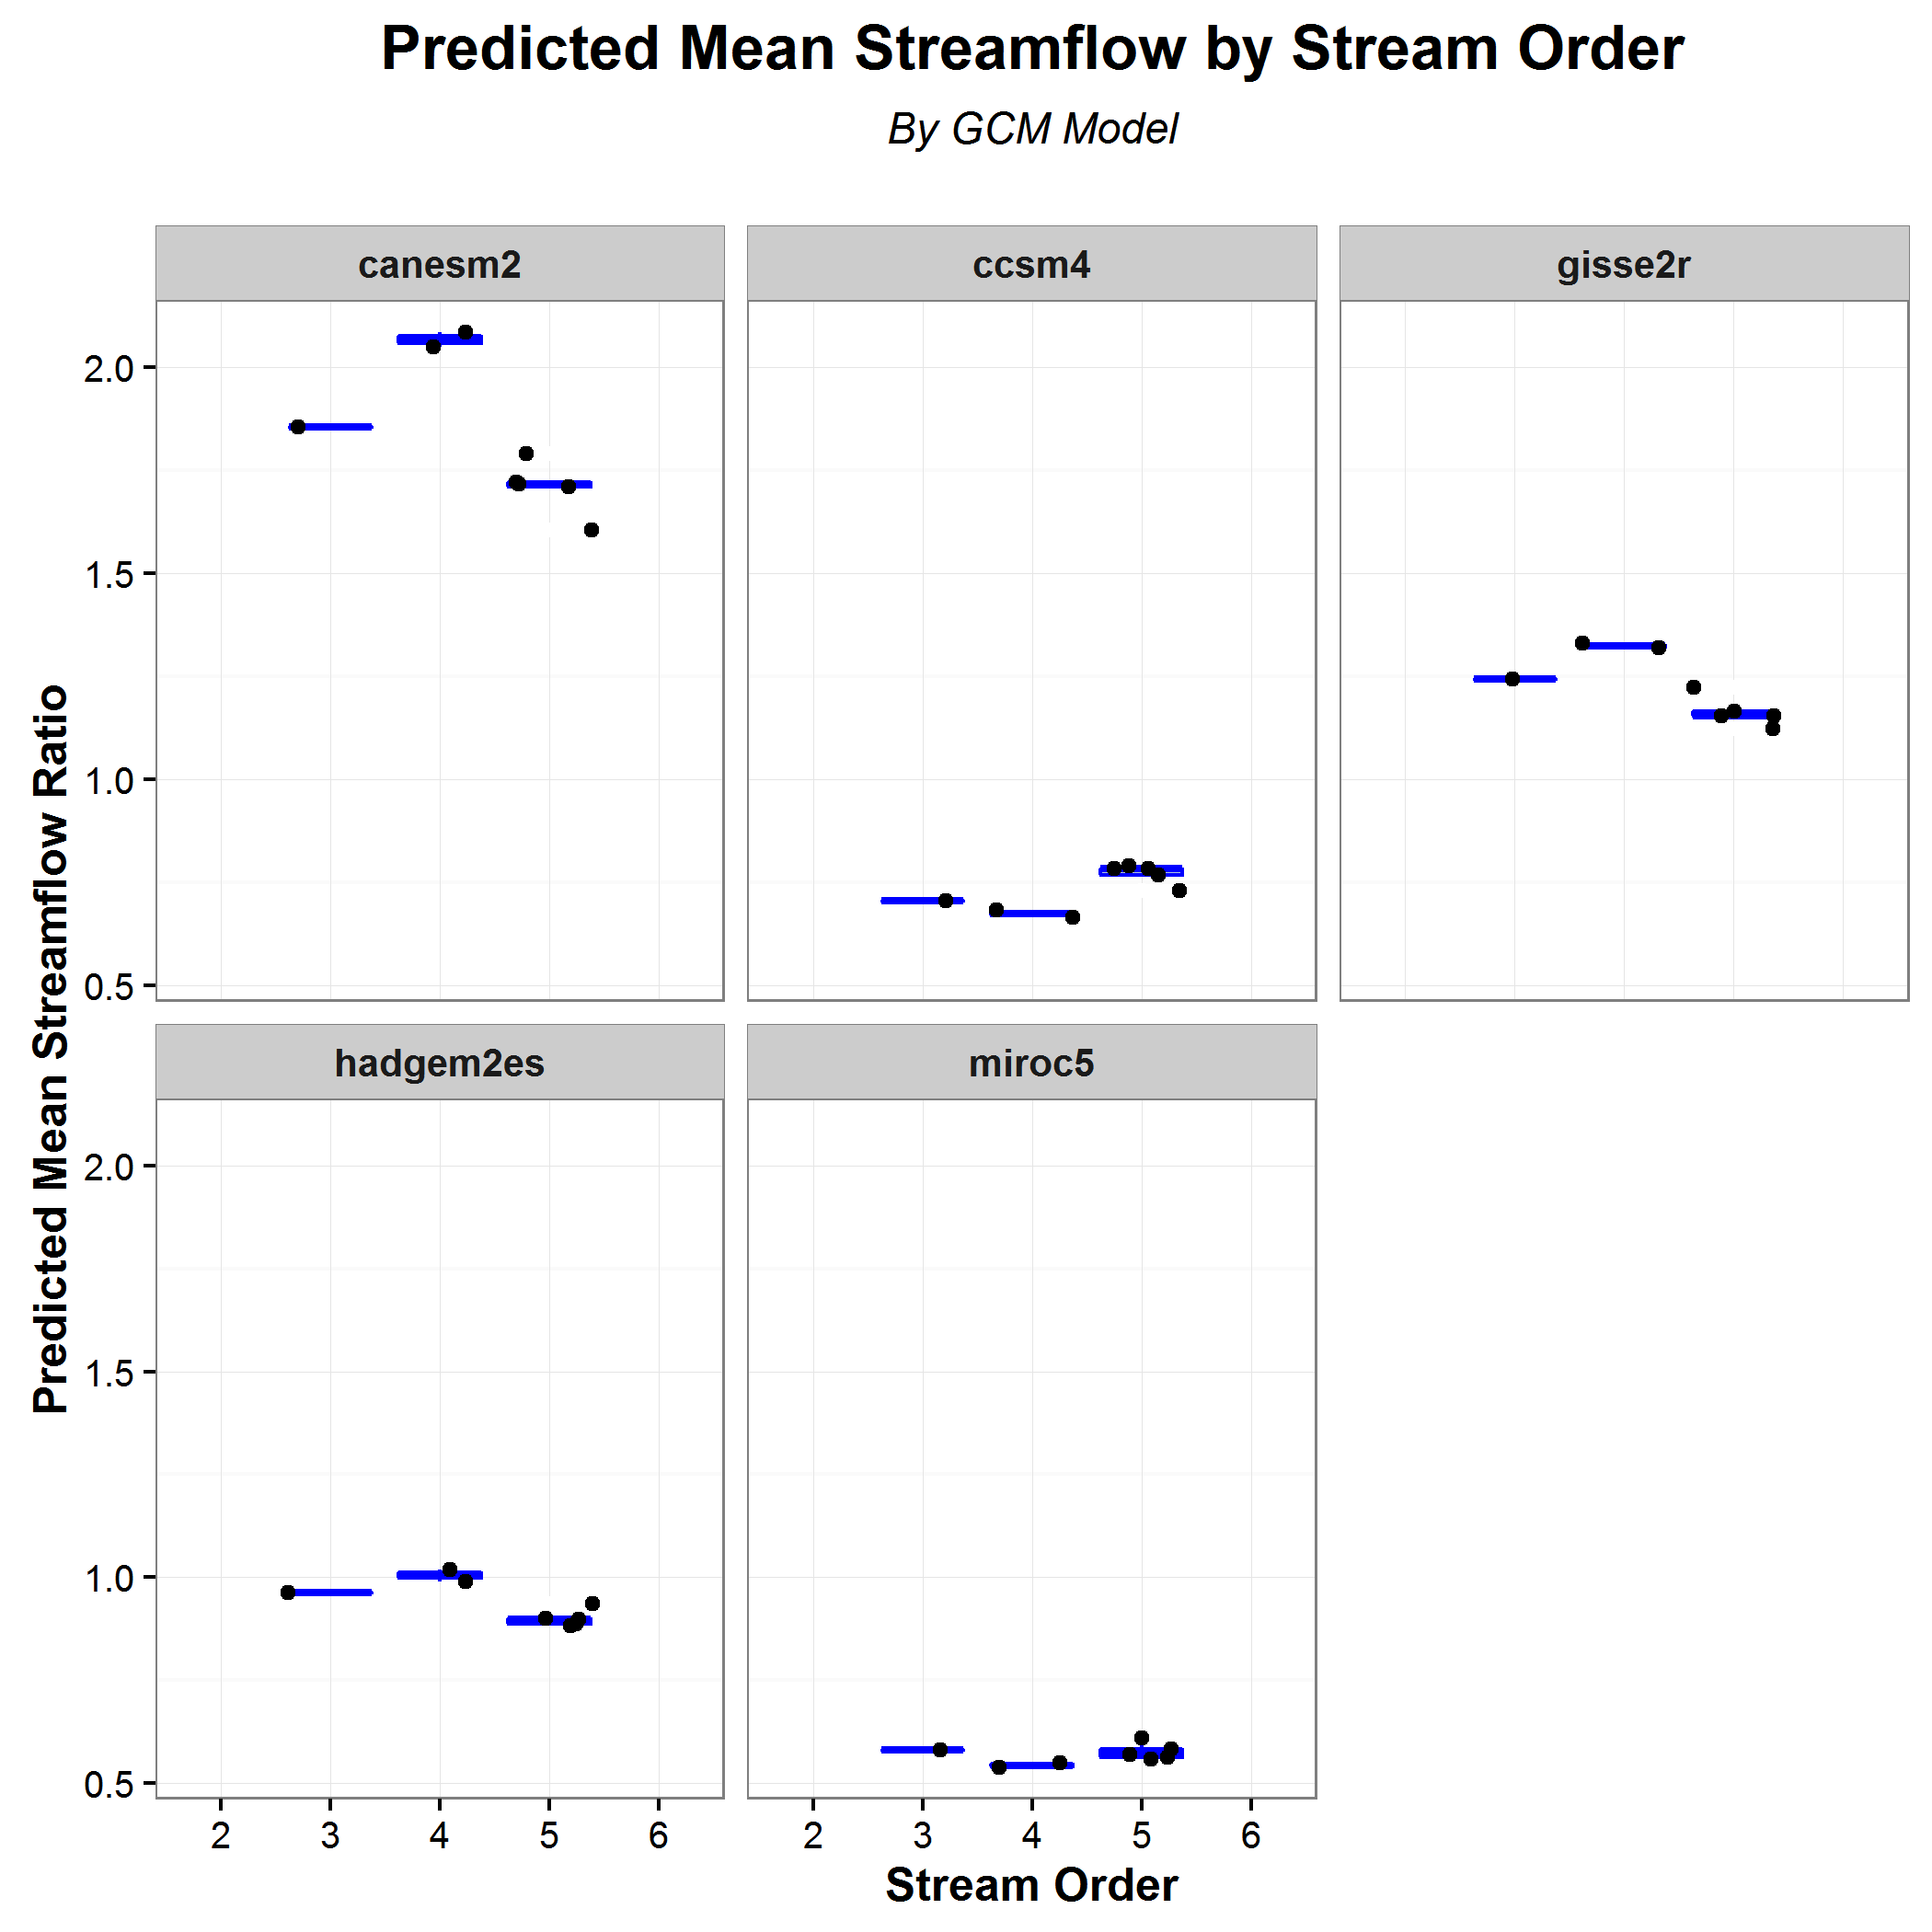 Predicted Mean Streamflow by Stream Order
By GCM Model
canesm2
ccsm4
gisse2r
2.0
1.5
1.0
0.5
Predicted Mean Streamflow Ratio
hadgem2es
miroc5
2.0
1.5
1.0
0.5
2 3 4 5 6
2 3 4 5 6
Stream Order